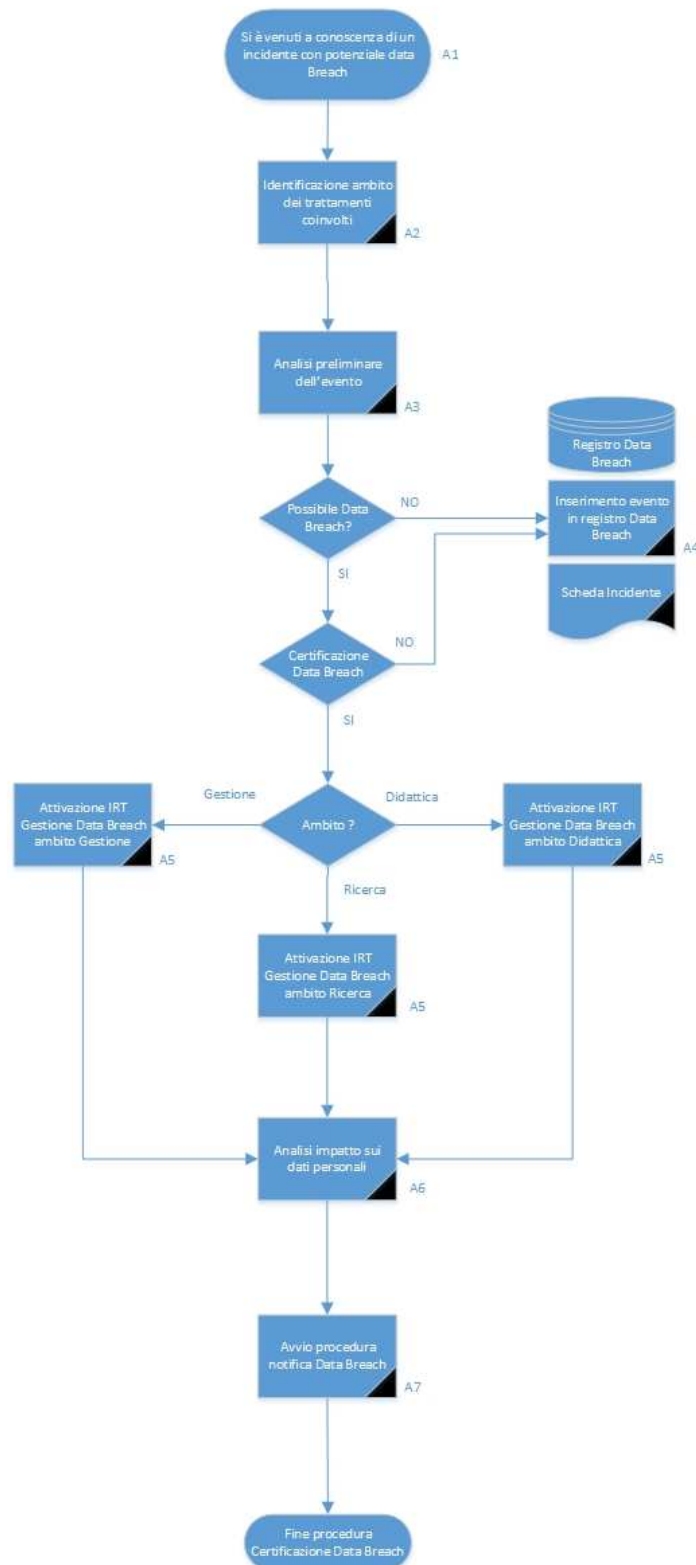 Si è venuti a conoscenza di un
incidente con potenziale data
Breach
A1
Identificazione ambito
dei trattamenti
coinvolti
A2
Analisi preliminare
dell'evento
A3
Registro Data
Breach
Possibile Data
Breach?
NO
Inserimento evento
in registro Data
Breach
A4
SI
Scheda Incidente
Certificazione
Data Breach
NO
SI
Attivazione IRT
Gestione Data Breach
ambito Gestione
A5
Gestione
Ambito ?
Didattica
Attivazione IRT
Gestione Data Breach
ambito Didattica
A5
Ricerca
Attivazione IRT
Gestione Data Breach
ambito Ricerca
A5
Analisi impatto sui
dati personali
A6
Avvio procedura
notifica Data Breach
A7
Fine procedura
Certificazione Data Breach